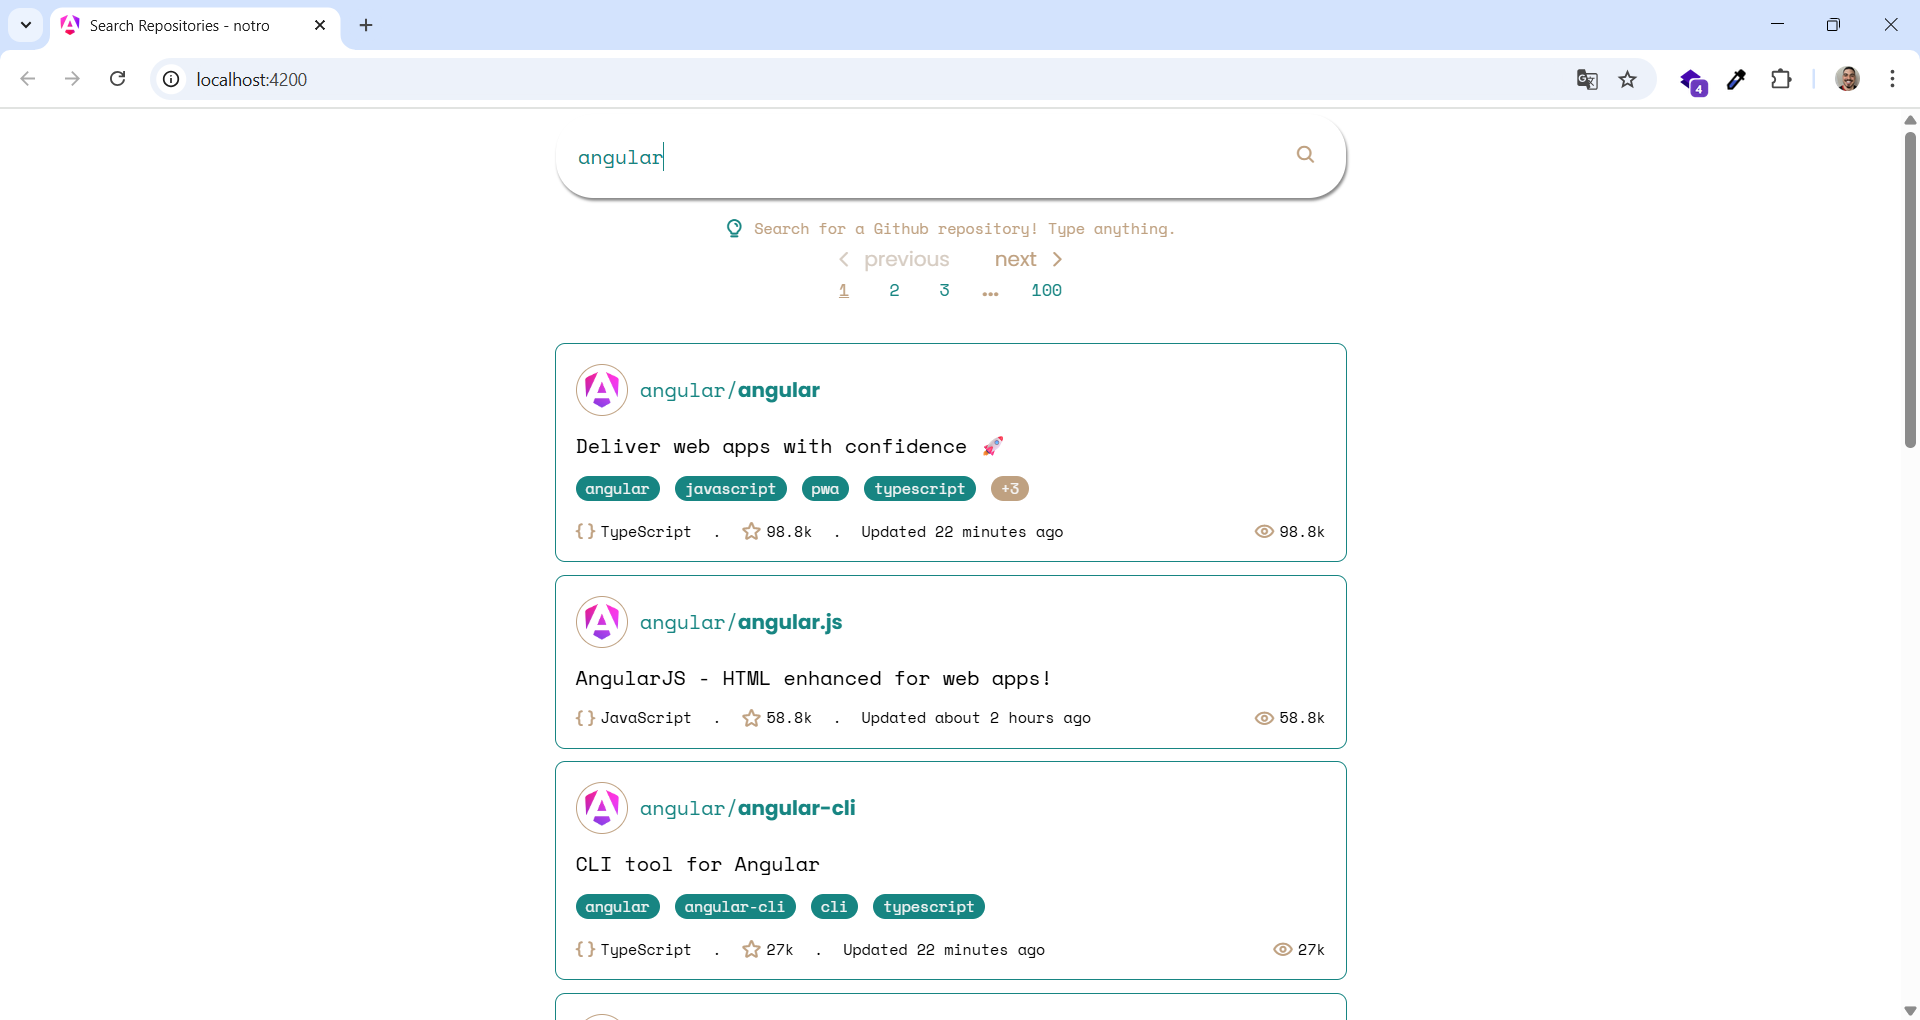 Search Repositories - notro
localhost:4200
4
angular
Search for a Github repository! Type anything.
previous next
1 2 3 ... 100
angular/angular
Deliver web apps with confidence 🚀
angular javascript pwa typescript +3
{} TypeScript . 98.8k . Updated 22 minutes ago 98.8k
angular/angular.js
AngularJS - HTML enhanced for web apps!
{} JavaScript . 58.8k . Updated about 2 hours ago 58.8k
angular/angular-cli
CLI tool for Angular
angular angular-cli cli typescript
{} TypeScript . 27k . Updated 22 minutes ago 27k